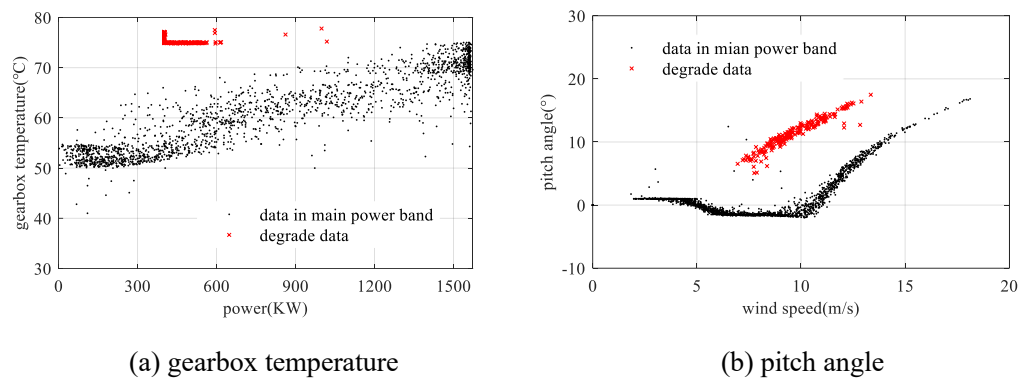 80
70
60
50
40
30
gearbox temperature(°C)
data in main power band
degrade data
0 300 600 900 1200 1500
power(KW)
(a) gearbox temperature
30
20
10
0
-10
pitch angle(°)
data in mian power band
degrade data
0 5 10 15 20
wind speed(m/s)
(b) pitch angle